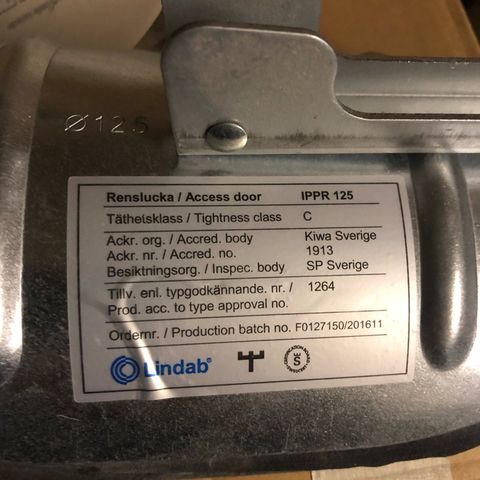 Ø125
Renslucka / Access door IPPR 125
Täthetsklass / Tightness class C
Ackr. org. / Accred. body Kiwa Sverige
Ackr. nr. / Accred. no. 1913
Besiktningsorg. / Inspec. body SP Sverige
Tillv. enl. typgodkännande. nr. / 1264
Prod. acc. to type approval no.
Ordernr. / Production batch no. F0127150/201611
Lindab®